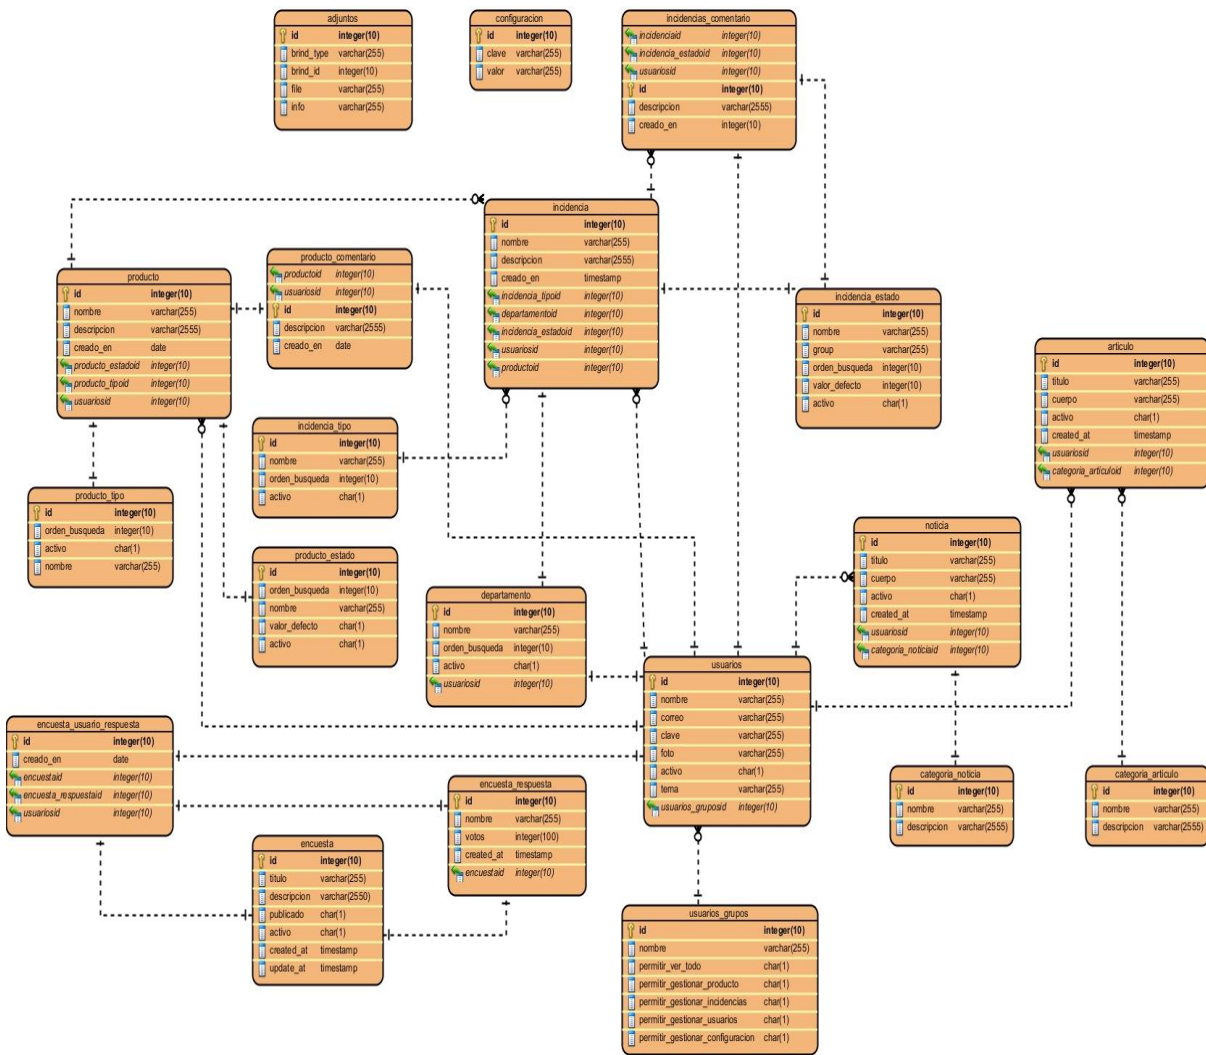 adjuntos
id integer(10)
brind_type varchar(255)
brind_id integer(10)
file varchar(255)
info varchar(255)
configuracion
id integer(10)
clave varchar(255)
valor varchar(255)
incidencias_comentario
incidenciaid integer(10)
incidencia_estadoid integer(10)
usuariosid integer(10)
id integer(10)
descripcion varchar(2555)
creado_en integer(10)
incidencia
id integer(10)
nombre varchar(255)
descripcion varchar(2555)
creado_en timestamp
incidencia_tipoid integer(10)
departamentoid integer(10)
incidencia_estadoid integer(10)
usuariosid integer(10)
productoid integer(10)
producto_comentario
productoid integer(10)
usuariosid integer(10)
id integer(10)
descripcion varchar(2555)
creado_en date
producto
id integer(10)
nombre varchar(255)
descripcion varchar(2555)
creado_en date
producto_estadoid integer(10)
producto_tipoid integer(10)
usuariosid integer(10)
incidencia_estado
id integer(10)
nombre varchar(255)
group varchar(255)
orden_busqueda integer(10)
valor_defecto integer(10)
activo char(1)
articulo
id integer(10)
titulo varchar(255)
cuerpo varchar(255)
activo char(1)
created_at timestamp
usuariosid integer(10)
categoria_articuloid integer(10)
incidencia_tipo
id integer(10)
nombre varchar(255)
orden_busqueda integer(10)
activo char(1)
producto_tipo
id integer(10)
orden_busqueda integer(10)
activo char(1)
nombre varchar(255)
producto_estado
id integer(10)
orden_busqueda integer(10)
nombre varchar(255)
valor_defecto char(1)
activo char(1)
noticia
id integer(10)
titulo varchar(255)
cuerpo varchar(255)
activo char(1)
created_at timestamp
usuariosid integer(10)
categoria_noticiaid integer(10)
departamento
id integer(10)
nombre varchar(255)
orden_busqueda integer(10)
activo char(1)
usuariosid integer(10)
usuarios
id integer(10)
nombre varchar(255)
correo varchar(255)
clave varchar(255)
foto varchar(255)
activo char(1)
tema varchar(255)
usuarios_gruposid integer(10)
encuesta_usuario_respuesta
id integer(10)
creado_en date
encuestaid integer(10)
encuesta_respuestaid integer(10)
usuariosid integer(10)
encuesta_respuesta
id integer(10)
nombre varchar(255)
votos integer(100)
created_at timestamp
encuestaid integer(10)
categoria_noticia
id integer(10)
nombre varchar(255)
descripcion varchar(2555)
categoria_articulo
id integer(10)
nombre varchar(255)
descripcion varchar(2555)
encuesta
id integer(10)
titulo varchar(255)
descripcion varchar(2550)
publicado char(1)
activo char(1)
created_at timestamp
update_at timestamp
usuarios_grupos
id integer(10)
nombre varchar(255)
permitir_ver_todo char(1)
permitir_gestionar_producto char(1)
permitir_gestionar_incidencias char(1)
permitir_gestionar_usuarios char(1)
permitir_gestionar_configuracion char(1)